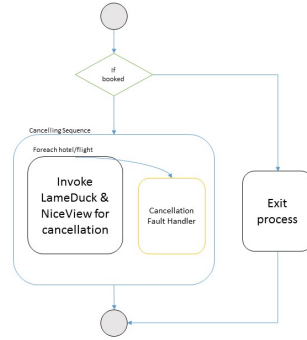 If
booked
Cancelling Sequence
Foreach hotel/flight
Invoke
LameDuck &
NiceView for
cancellation
Cancellation
Fault Handler
Exit
process